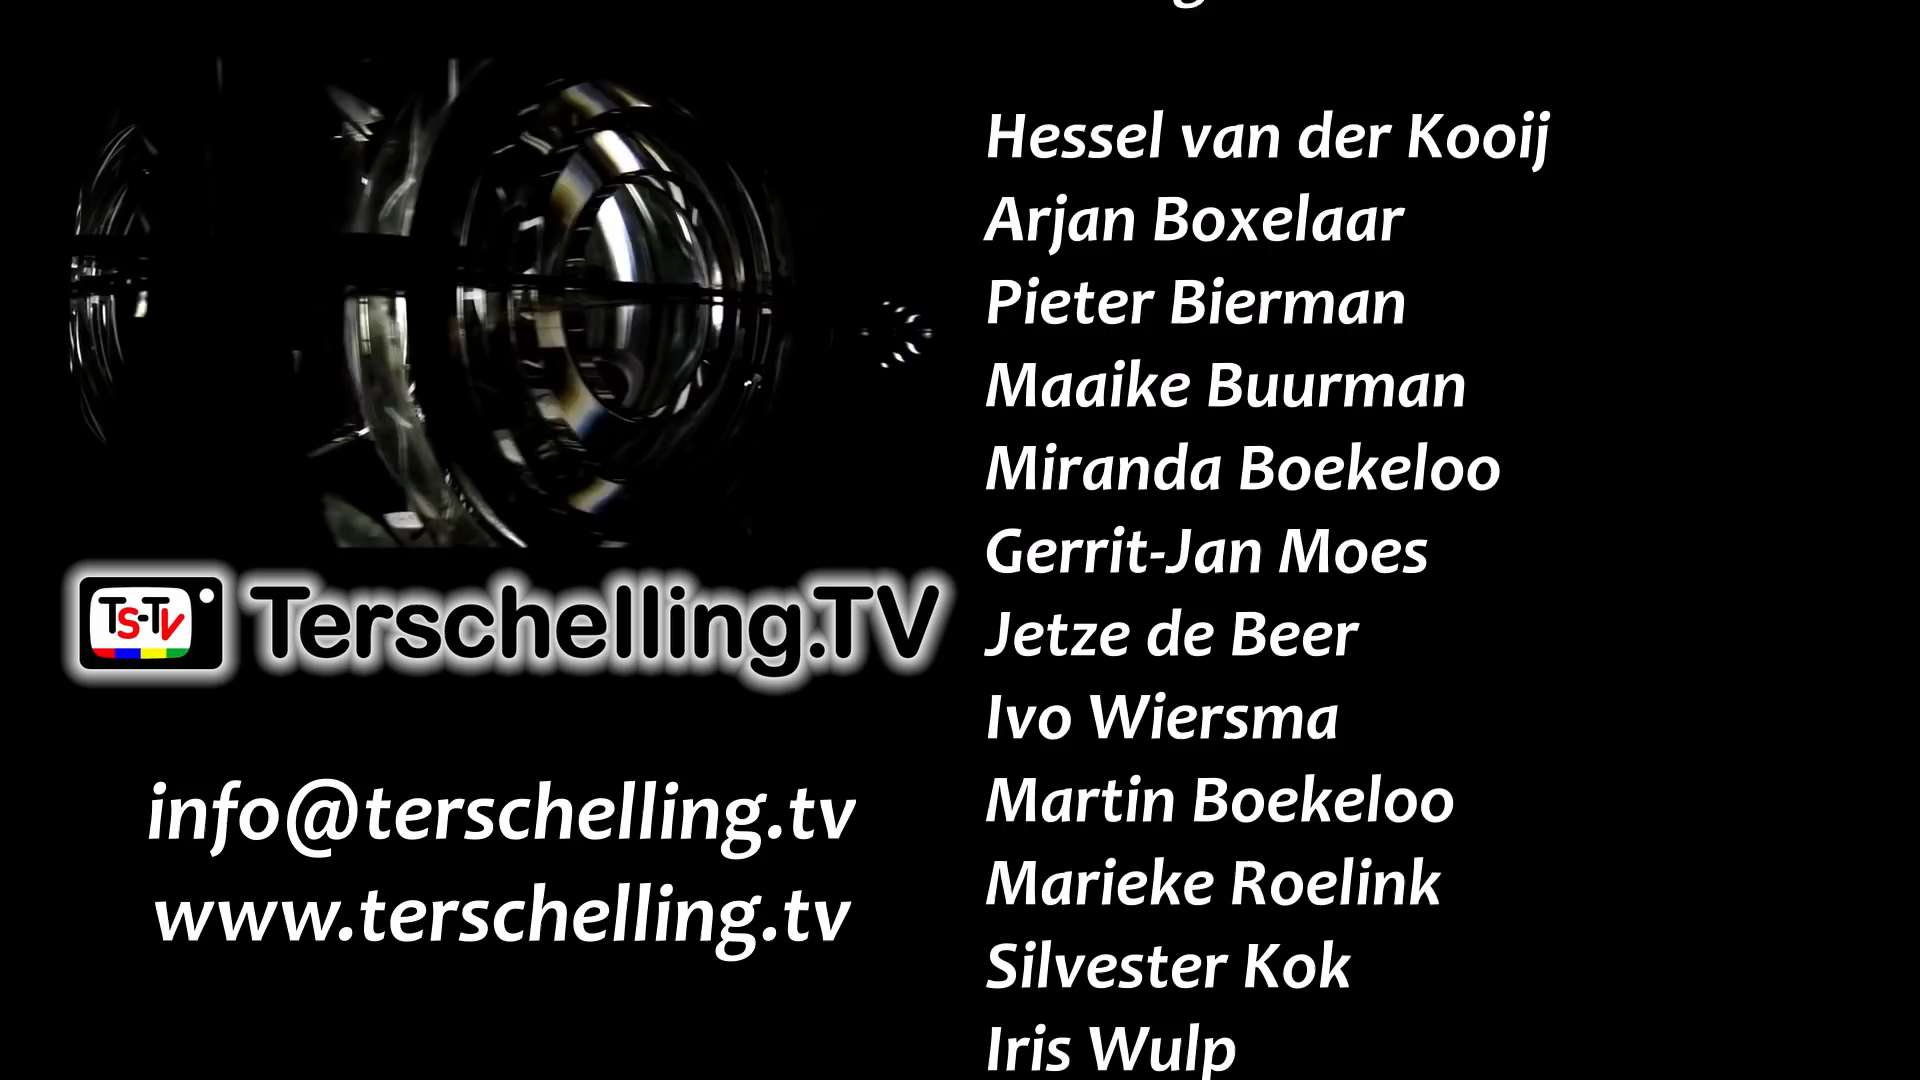 Hessel van der Kooij
Arjan Boxelaar
Pieter Bierman
Maaike Buurman
Miranda Boekeloo
Gerrit-Jan Moes
Jetze de Beer
Ivo Wiersma
Martin Boekeloo
Marieke Roelink
Silvester Kok
Iris Wulp
TS-TV Terschelling.TV
info@terschelling.tv
www.terschelling.tv